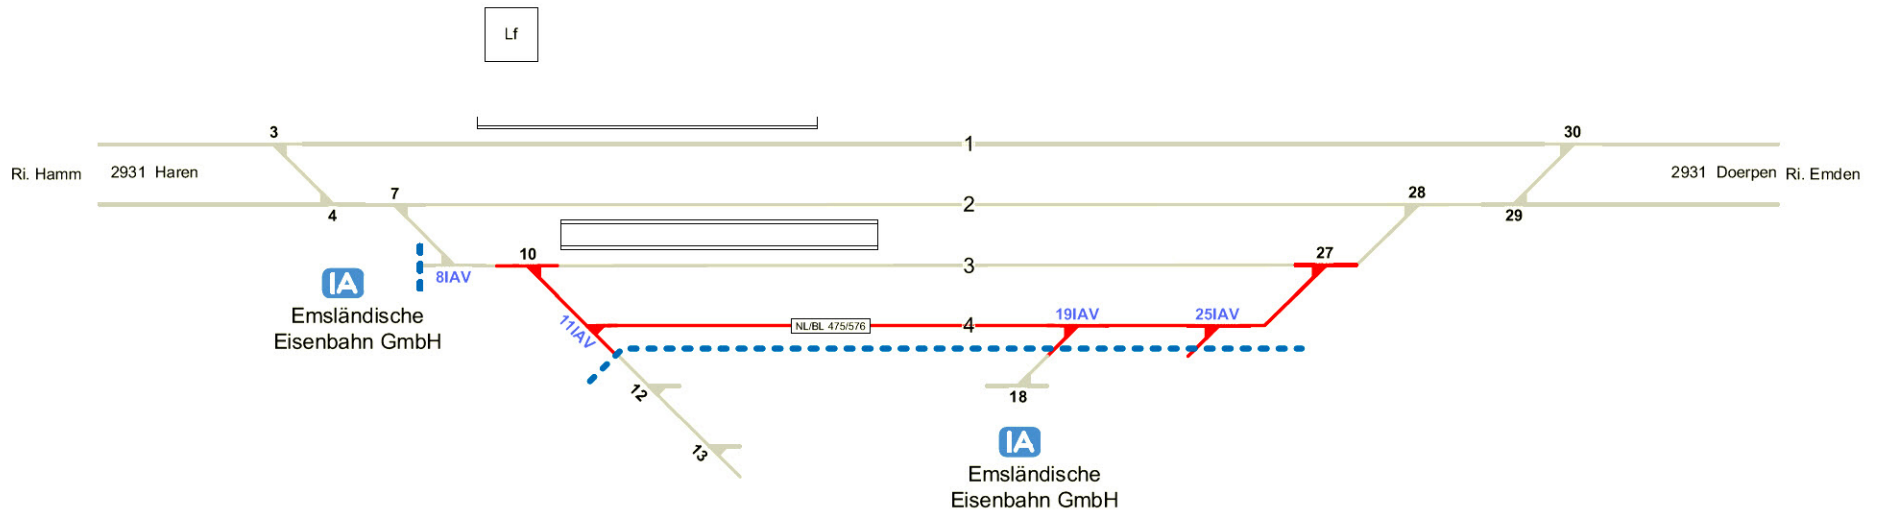 Lf
3
1
30
Ri. Hamm
2931 Haren
2931 Doerpen
Ri. Emden
7
28
4
2
29
10
27
8IAV
3
IA
Emsländische
Eisenbahn GmbH
11IAV
NL/BL 475/576
4
19IAV
25IAV
12
18
13
IA
Emsländische
Eisenbahn GmbH